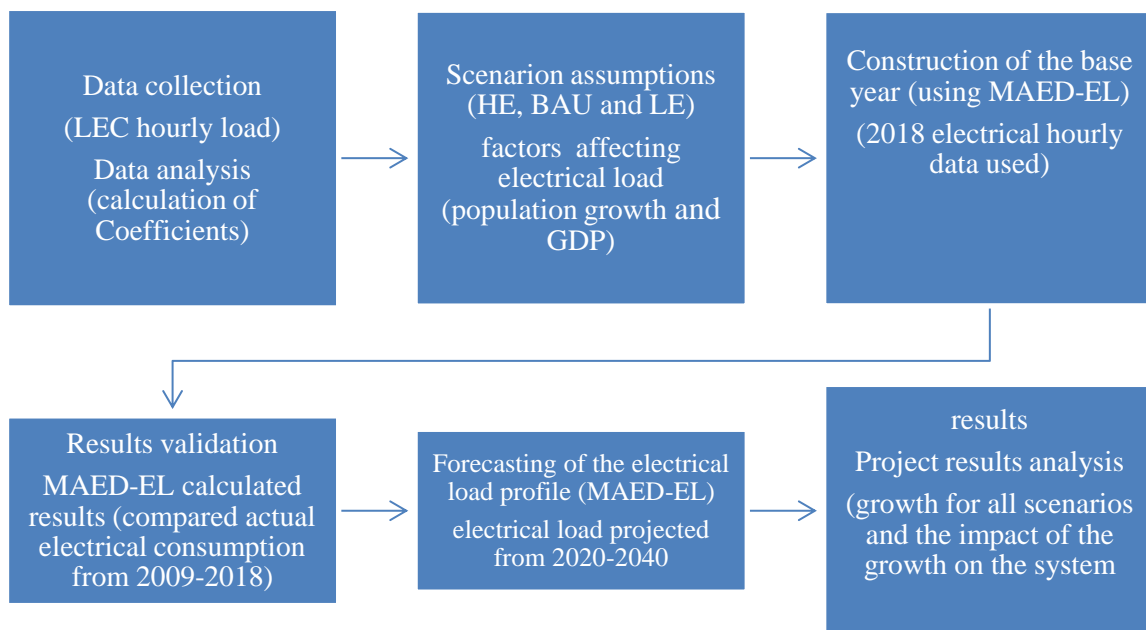 Data collection
(LEC hourly load)
Data analysis
(calculation of
Coefficients)
Scenarion assumptions
(HE, BAU and LE)
factors affecting
electrical load
(population growth and
GDP)
Construction of the base
year (using MAED-EL)
(2018 electrical hourly
data used)
Results validation
MAED-EL calculated
results (compared actual
electrical consumption
from 2009-2018)
Forecasting of the electrical
load profile (MAED-EL)
electrical load projected
from 2020-2040
results
Project results analysis
(growth for all scenarios
and the impact of the
growth on the system